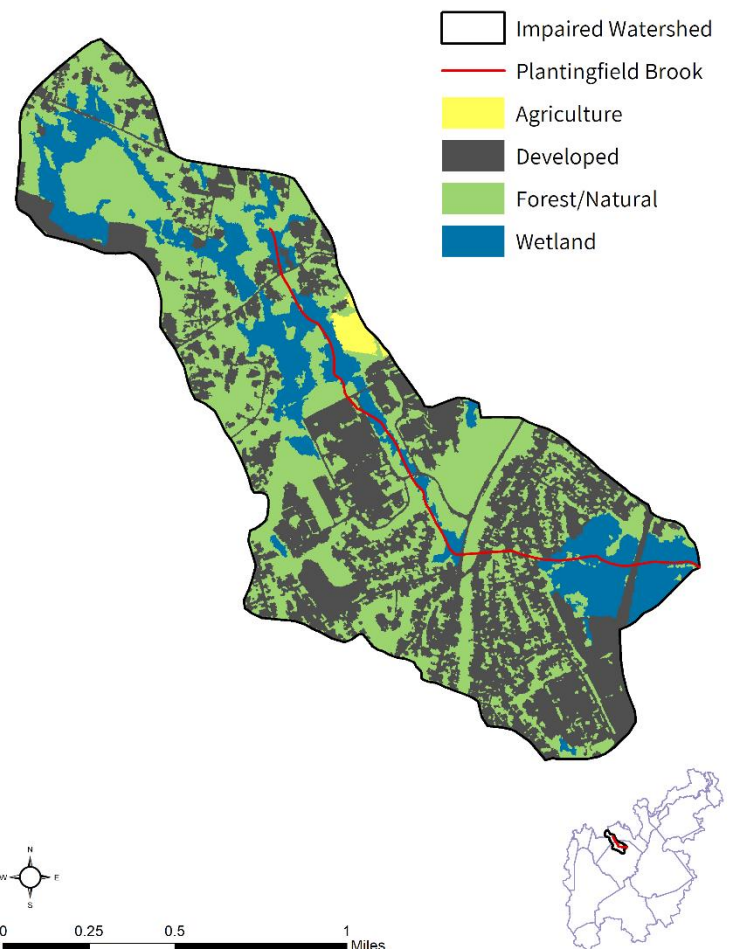 Impaired Watershed
Plantingfield Brook
Agriculture
Developed
Forest/Natural
Wetland
N
W E
S
0 0.25 0.5 1
Miles